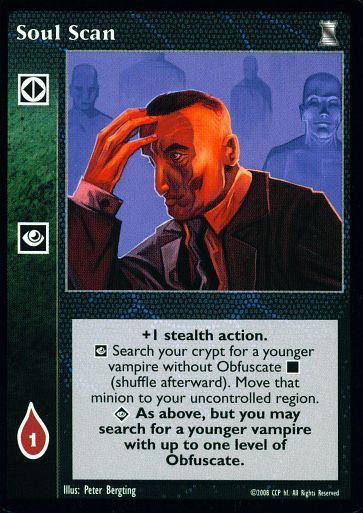 Soul Scan
+1 stealth action.
Search your crypt for a younger
vampire without Obfuscate
(shuffle afterward). Move that
minion to your uncontrolled region.
As above, but you may
search for a younger vampire
with up to one level of
Obfuscate.
1
Illus: Peter Bergting
©2008 CCP hf. All Rights Reserved